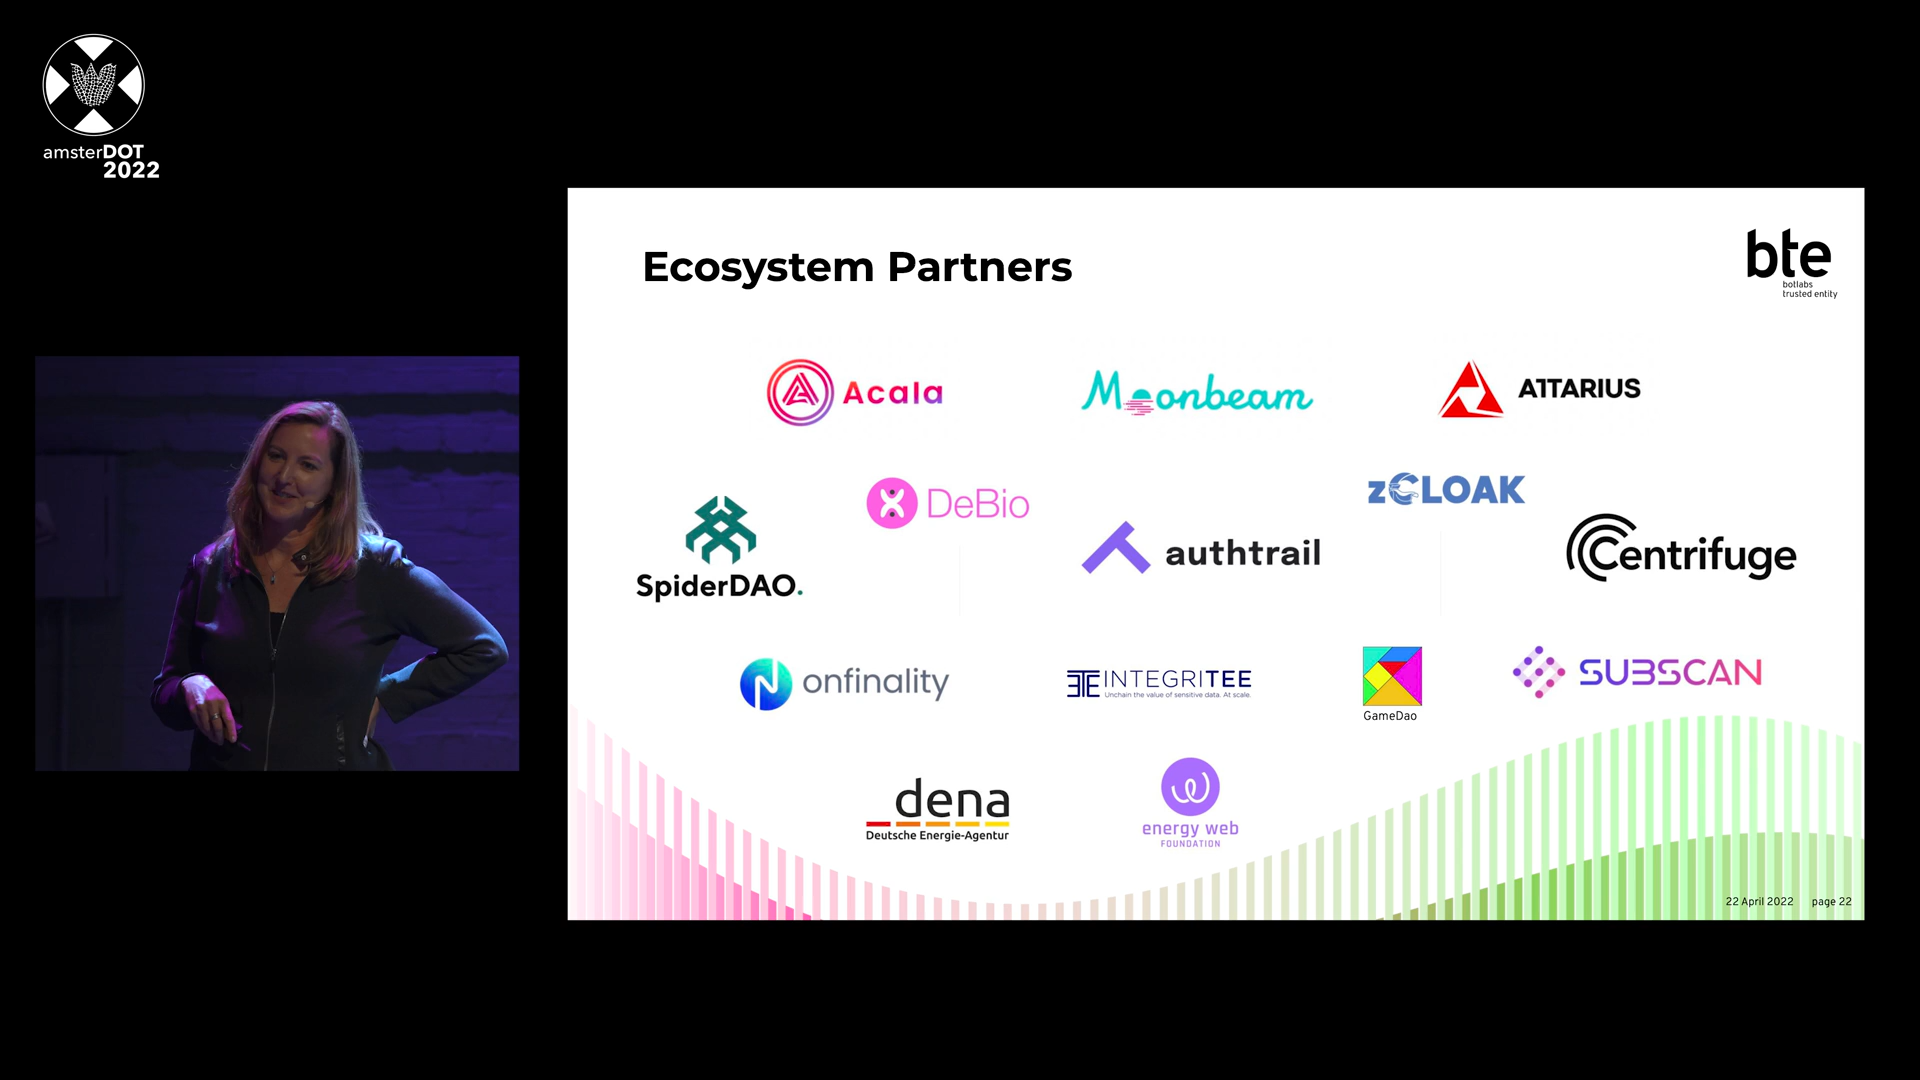 amsterDOT
2022
Ecosystem Partners
bte
botlabs
trusted entity
Acala
Moonbeam
ATTARIUS
SpiderDAO.
DeBio
authtrail
zCLOAK
Centrifuge
onfinality
INTEGRITEE
Unchain the value of sensitive data. At scale.
GameDao
SUBSCAN
dena
Deutsche Energie-Agentur
energy web
FOUNDATION
22 April 2022 page 22